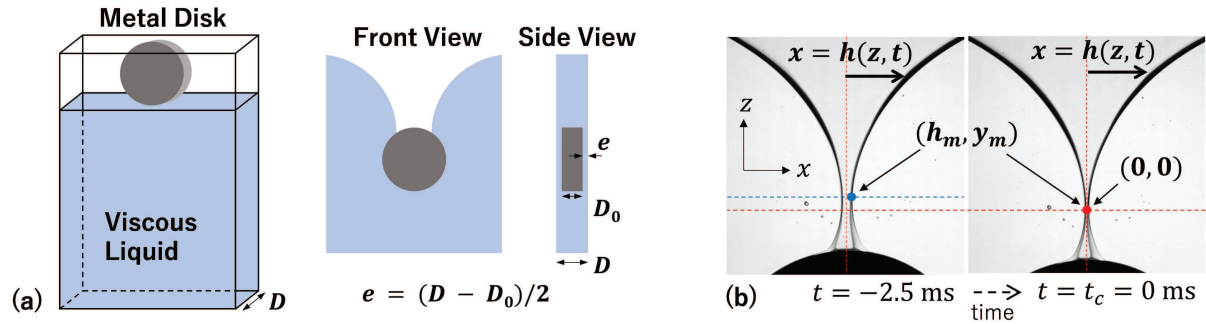 Metal Disk
Viscous
Liquid
D
(a)
Front View
Side View
e
D₀
D
e = (D − D₀)/2
x = h(z, t)
x = h(z, t)
z
x
(hₘ, yₘ)
(0, 0)
(b)
t = −2.5 ms
time
t = t_c = 0 ms